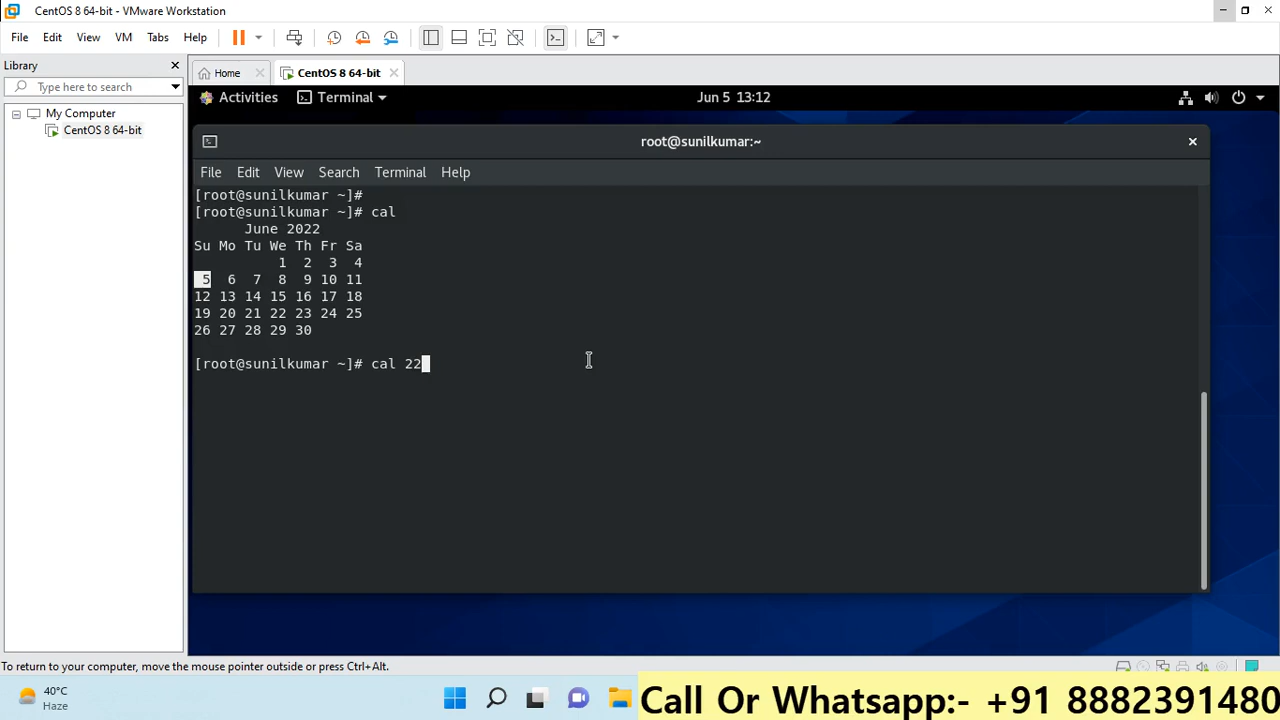 CentOS 8 64-bit - VMware Workstation
File Edit View VM Tabs Help
Library
Type here to search
Home CentOS 8 64-bit
My Computer
CentOS 8 64-bit
Activities Terminal Jun 5 13:12
root@sunilkumar:~
File Edit View Search Terminal Help
[root@sunilkumar ~]#
[root@sunilkumar ~]# cal
June 2022
Su Mo Tu We Th Fr Sa
1 2 3 4
5 6 7 8 9 10 11
12 13 14 15 16 17 18
19 20 21 22 23 24 25
26 27 28 29 30
[root@sunilkumar ~]# cal 22
To return to your computer, move the mouse pointer outside or press Ctrl+Alt.
40°C
Haze
Call Or Whatsapp:- +91 8882391480